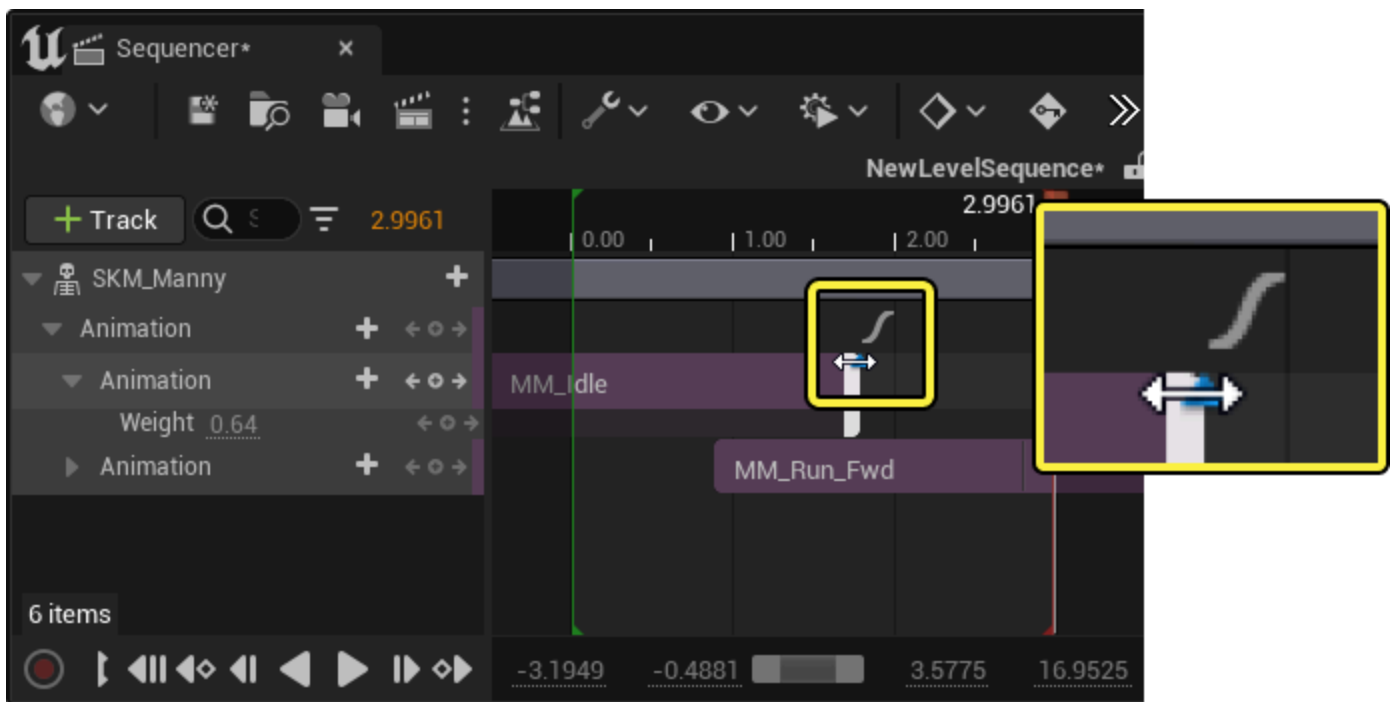 Sequencer*
NewLevelSequence*
+ Track S 2.9961 2.9961
0.00 1.00 2.00
SKM_Manny
Animation
Animation MM_Idle
Weight 0.64
Animation MM_Run_Fwd
6 items
-3.1949 -0.4881 3.5775 16.9525